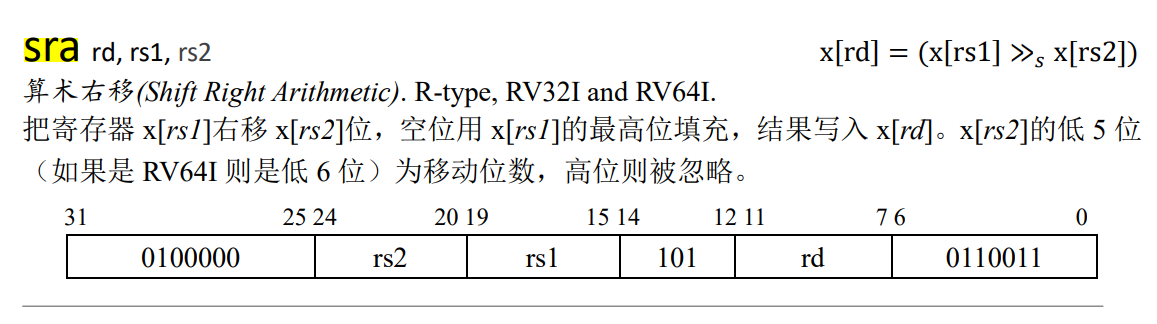 sra rd, rs1, rs2 x[rd] = (x[rs1] ≫ₛ x[rs2])
算术右移(Shift Right Arithmetic). R-type, RV32I and RV64I.
把寄存器 x[rs1]右移 x[rs2]位，空位用 x[rs1]的最高位填充，结果写入 x[rd]。x[rs2]的低 5 位
（如果是 RV64I 则是低 6 位）为移动位数，高位则被忽略。
31 25 24 20 19 15 14 12 11 7 6 0
0100000 rs2 rs1 101 rd 0110011